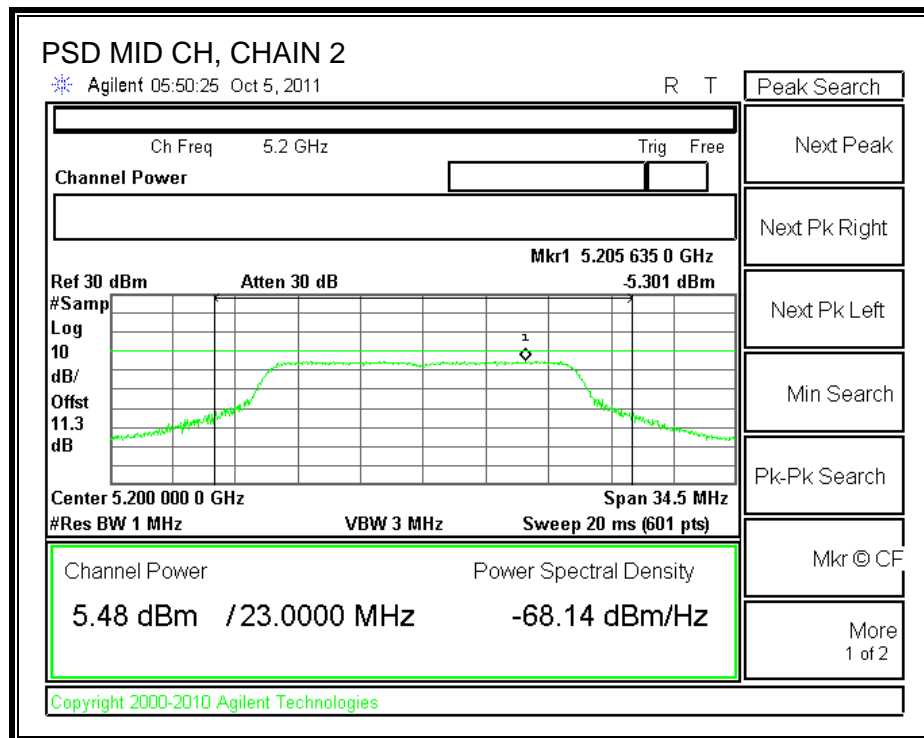 PSD MID CH, CHAIN 2
Agilent 05:50:25 Oct 5, 2011 R T
Peak Search
Ch Freq 5.2 GHz Trig Free
Next Peak
Channel Power
Next Pk Right
Mkr1 5.205 635 0 GHz
Ref 30 dBm Atten 30 dB -5.301 dBm
#Samp
Log
10
dB/
Offst
11.3
dB
1
Next Pk Left
Min Search
Pk-Pk Search
Center 5.200 000 0 GHz Span 34.5 MHz
#Res BW 1 MHz VBW 3 MHz Sweep 20 ms (601 pts)
Mkr © CF
Channel Power Power Spectral Density
5.48 dBm / 23.0000 MHz -68.14 dBm/Hz
More
1 of 2
Copyright 2000-2010 Agilent Technologies